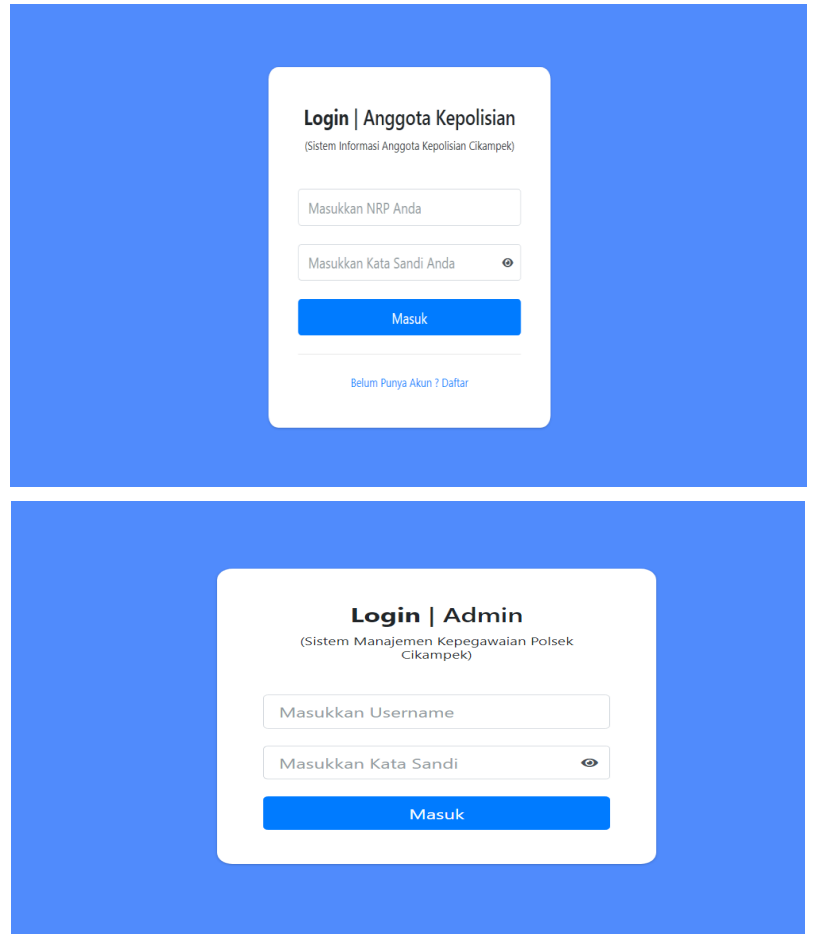 Login | Anggota Kepolisian
(Sistem Informasi Anggota Kepolisian Cikampek)
Masukkan NRP Anda
Masukkan Kata Sandi Anda
Masuk
Belum Punya Akun ? Daftar
Login | Admin
(Sistem Manajemen Kepegawaian Polsek
Cikampek)
Masukkan Username
Masukkan Kata Sandi
Masuk